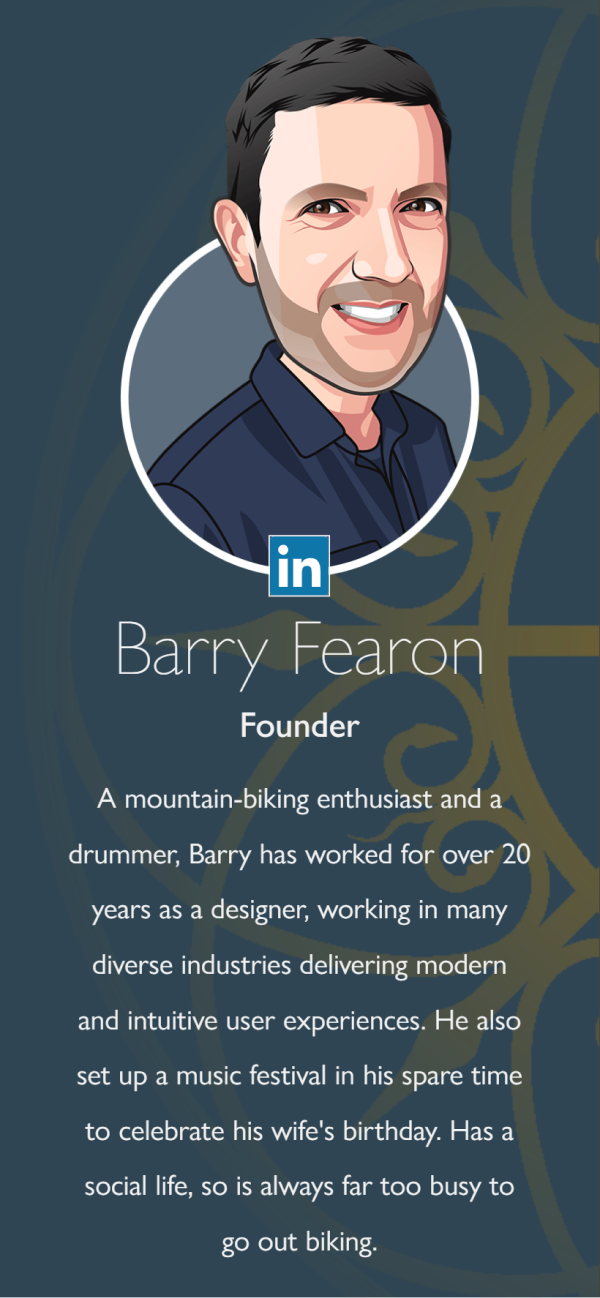 in
Barry Fearon
Founder
A mountain-biking enthusiast and a
drummer, Barry has worked for over 20
years as a designer, working in many
diverse industries delivering modern
and intuitive user experiences. He also
set up a music festival in his spare time
to celebrate his wife's birthday. Has a
social life, so is always far too busy to
go out biking.